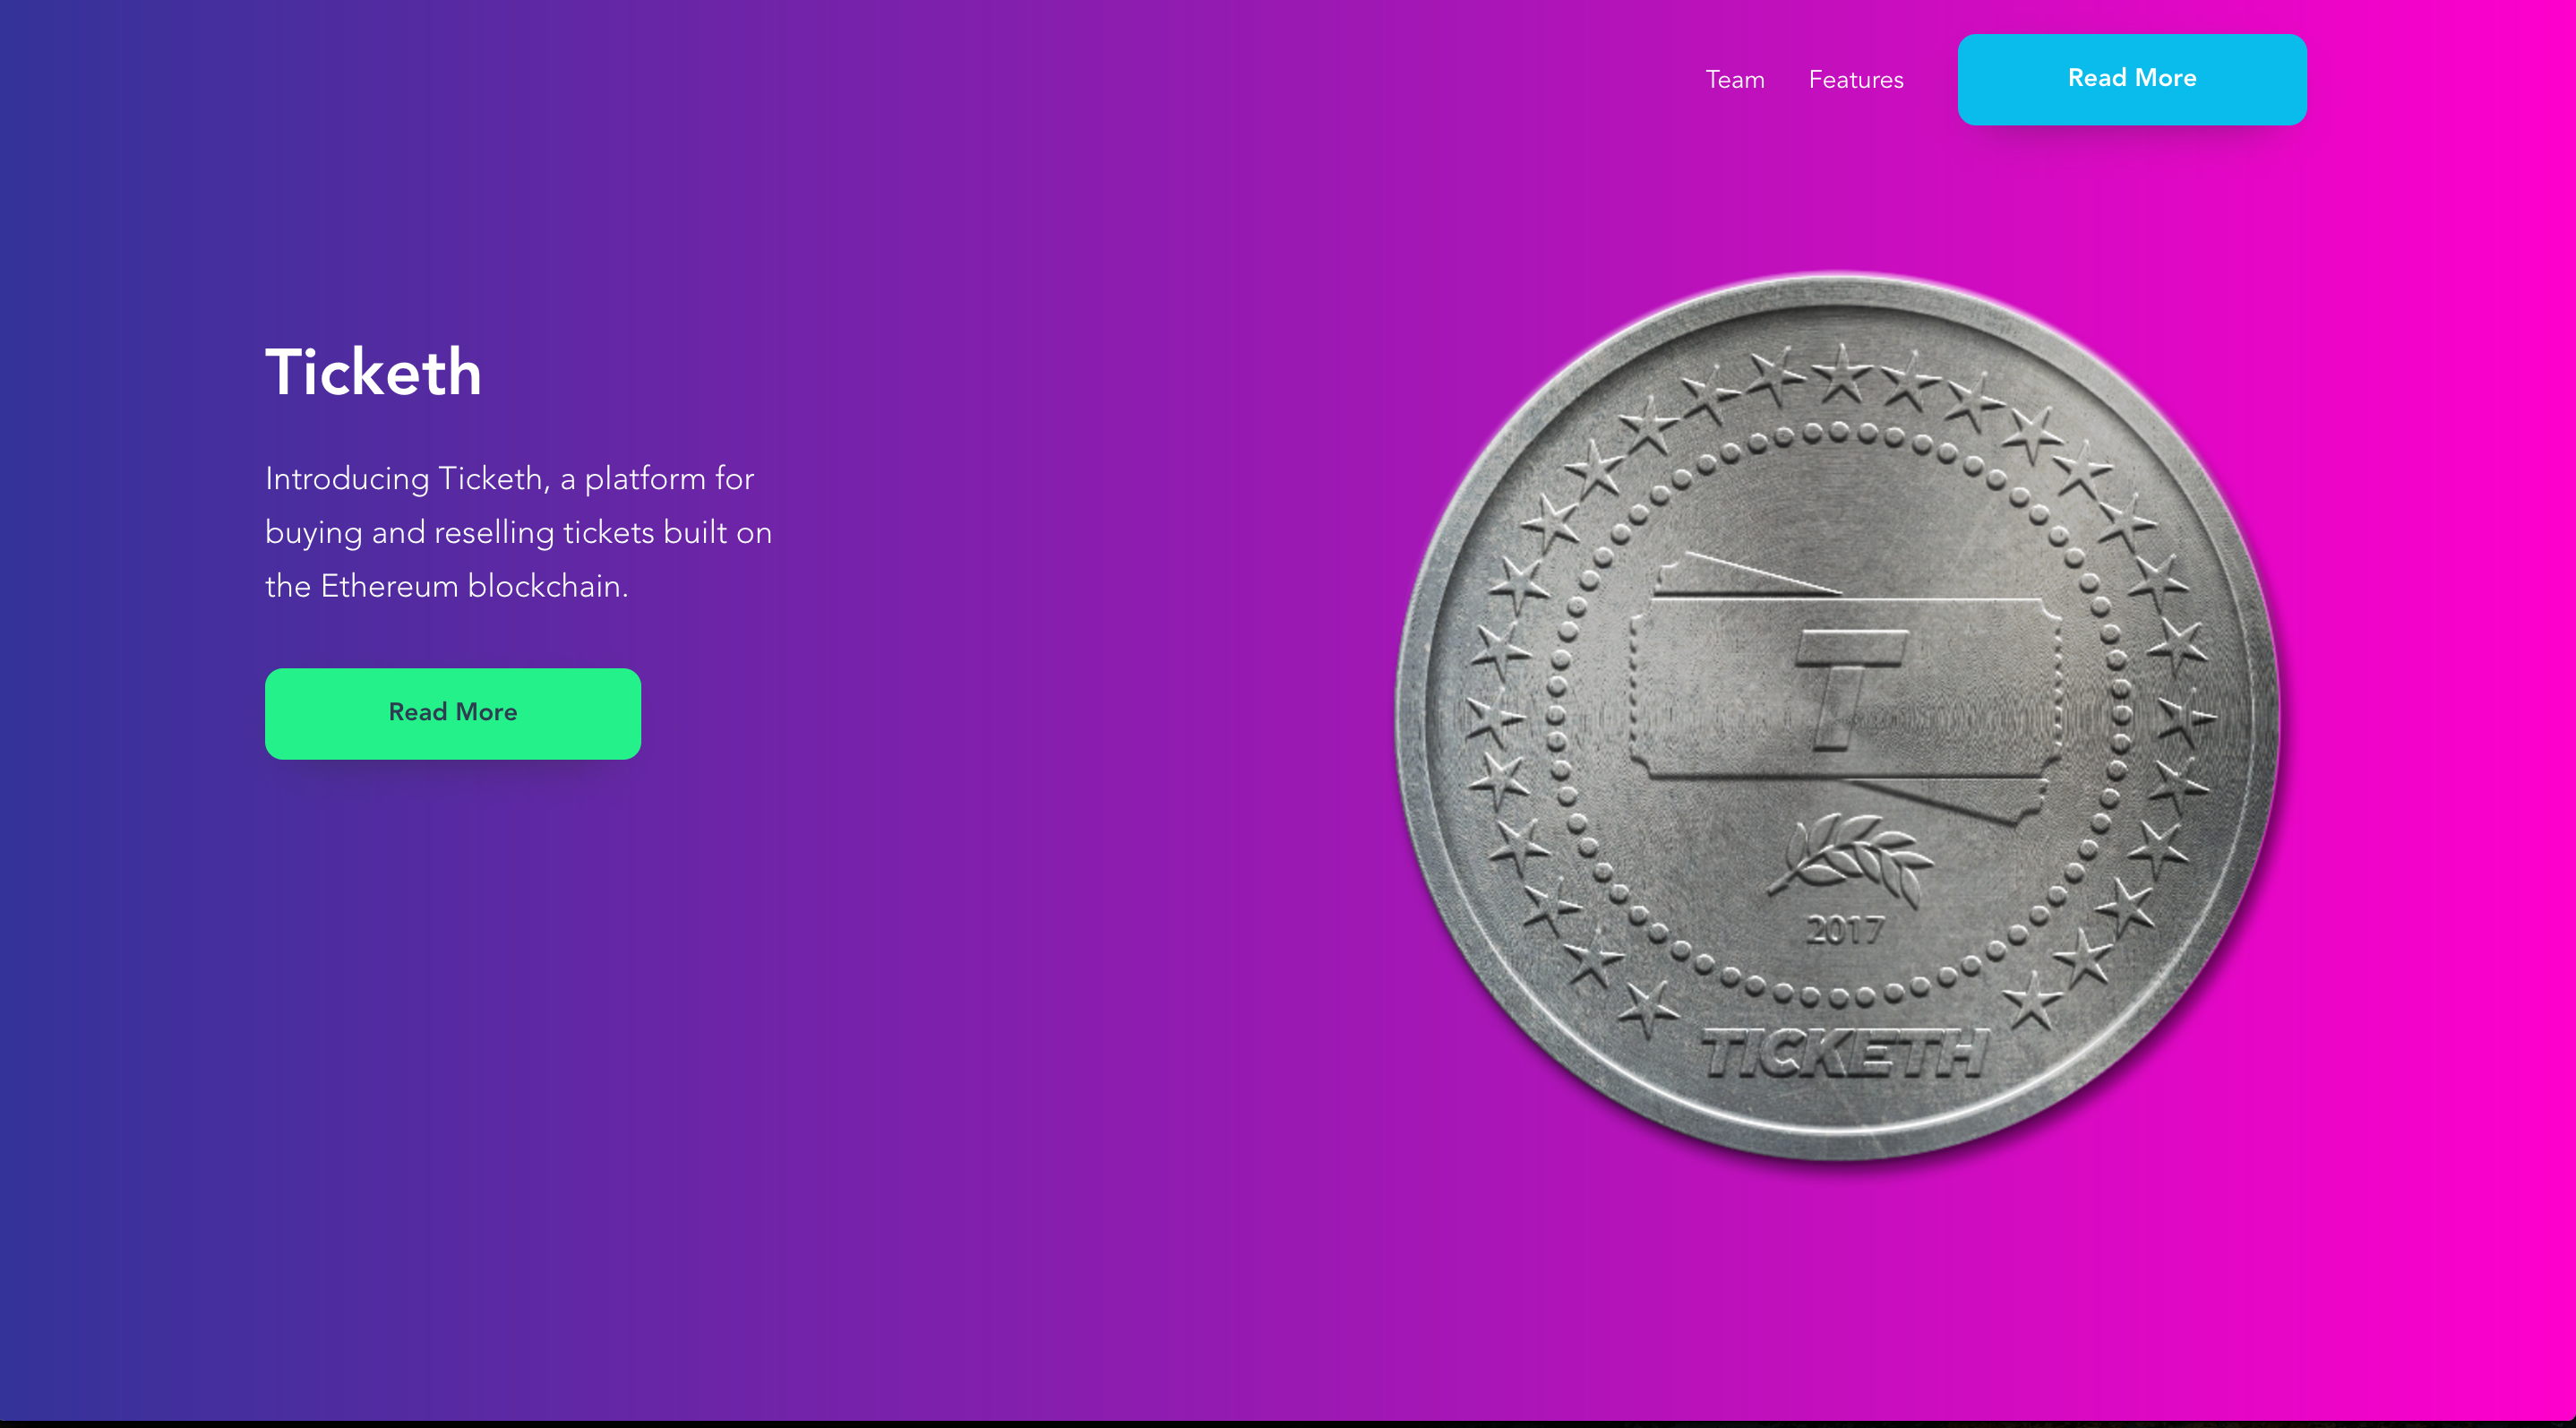 Team
Features
Read More
Ticketh
Introducing Ticketh, a platform for
buying and reselling tickets built on
the Ethereum blockchain.
Read More
T
2017
TICKETH